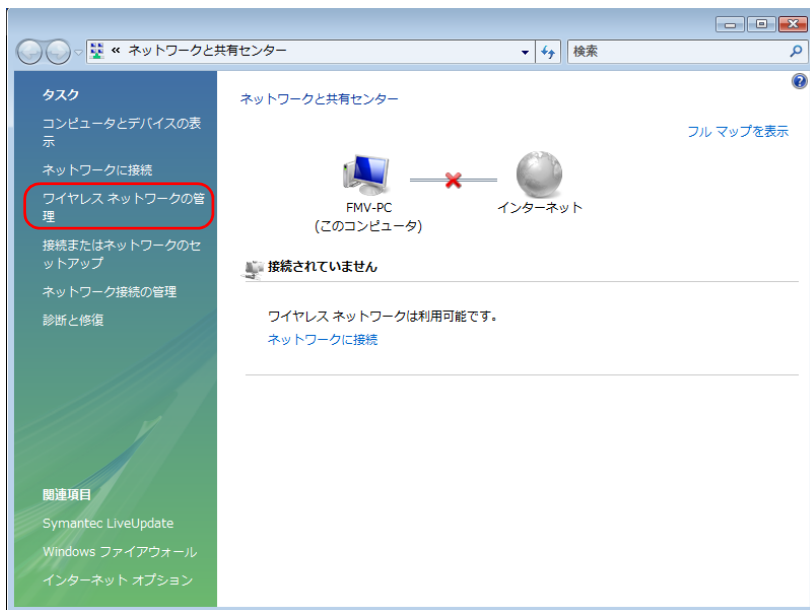 « ネットワークと共有センター
検索
タスク
コンピュータとデバイスの表
示
ネットワークに接続
ワイヤレス ネットワークの管
理
接続またはネットワークのセ
ットアップ
ネットワーク接続の管理
診断と修復
関連項目
Symantec LiveUpdate
Windows ファイアウォール
インターネット オプション
ネットワークと共有センター
フル マップを表示
FMV-PC
(このコンピュータ)
インターネット
接続されていません
ワイヤレス ネットワークは利用可能です。
ネットワークに接続